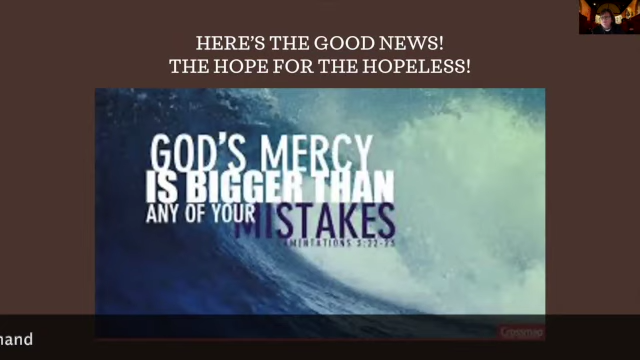 HERE'S THE GOOD NEWS!
THE HOPE FOR THE HOPELESS!
GOD'S MERCY
IS BIGGER THAN
ANY OF YOUR MISTAKES
LAMENTATIONS 3:22-23
Crossmap